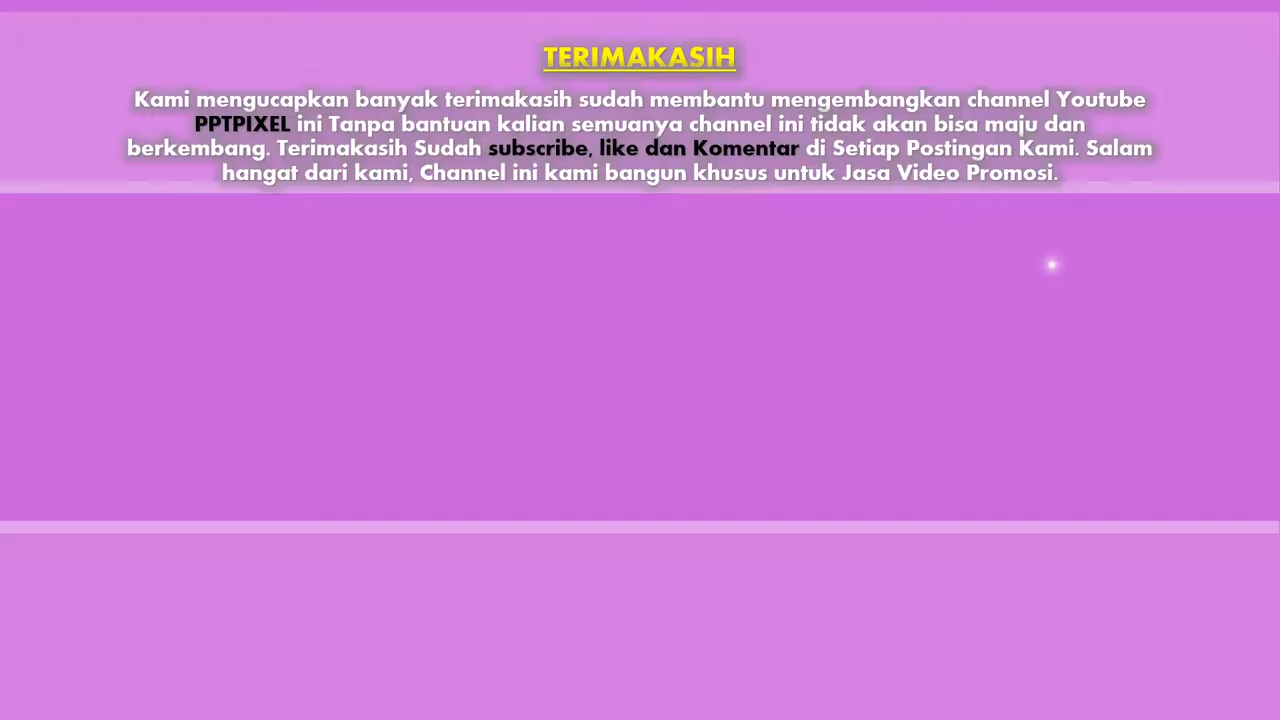 TERIMAKASIH
Kami mengucapkan banyak terimakasih sudah membantu mengembangkan channel Youtube
PPTPIXEL ini Tanpa bantuan kalian semuanya channel ini tidak akan bisa maju dan
berkembang. Terimakasih Sudah subscribe, like dan Komentar di Setiap Postingan Kami. Salam
hangat dari kami, Channel ini kami bangun khusus untuk Jasa Video Promosi.